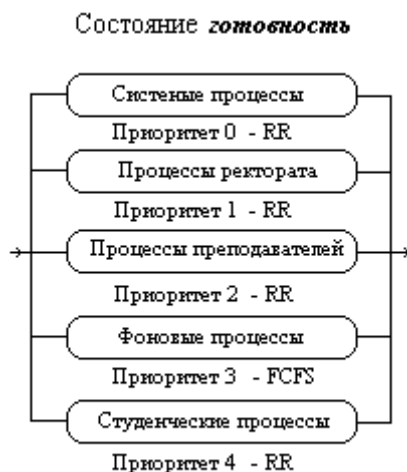 Состояние готовность
Систеные процессы
Приоритет 0 - RR
Процессы ректората
Приоритет 1 - RR
Процессы преподавателей
Приоритет 2 - RR
Фоновые процессы
Приоритет 3 - FCFS
Студенческие процессы
Приоритет 4 - RR